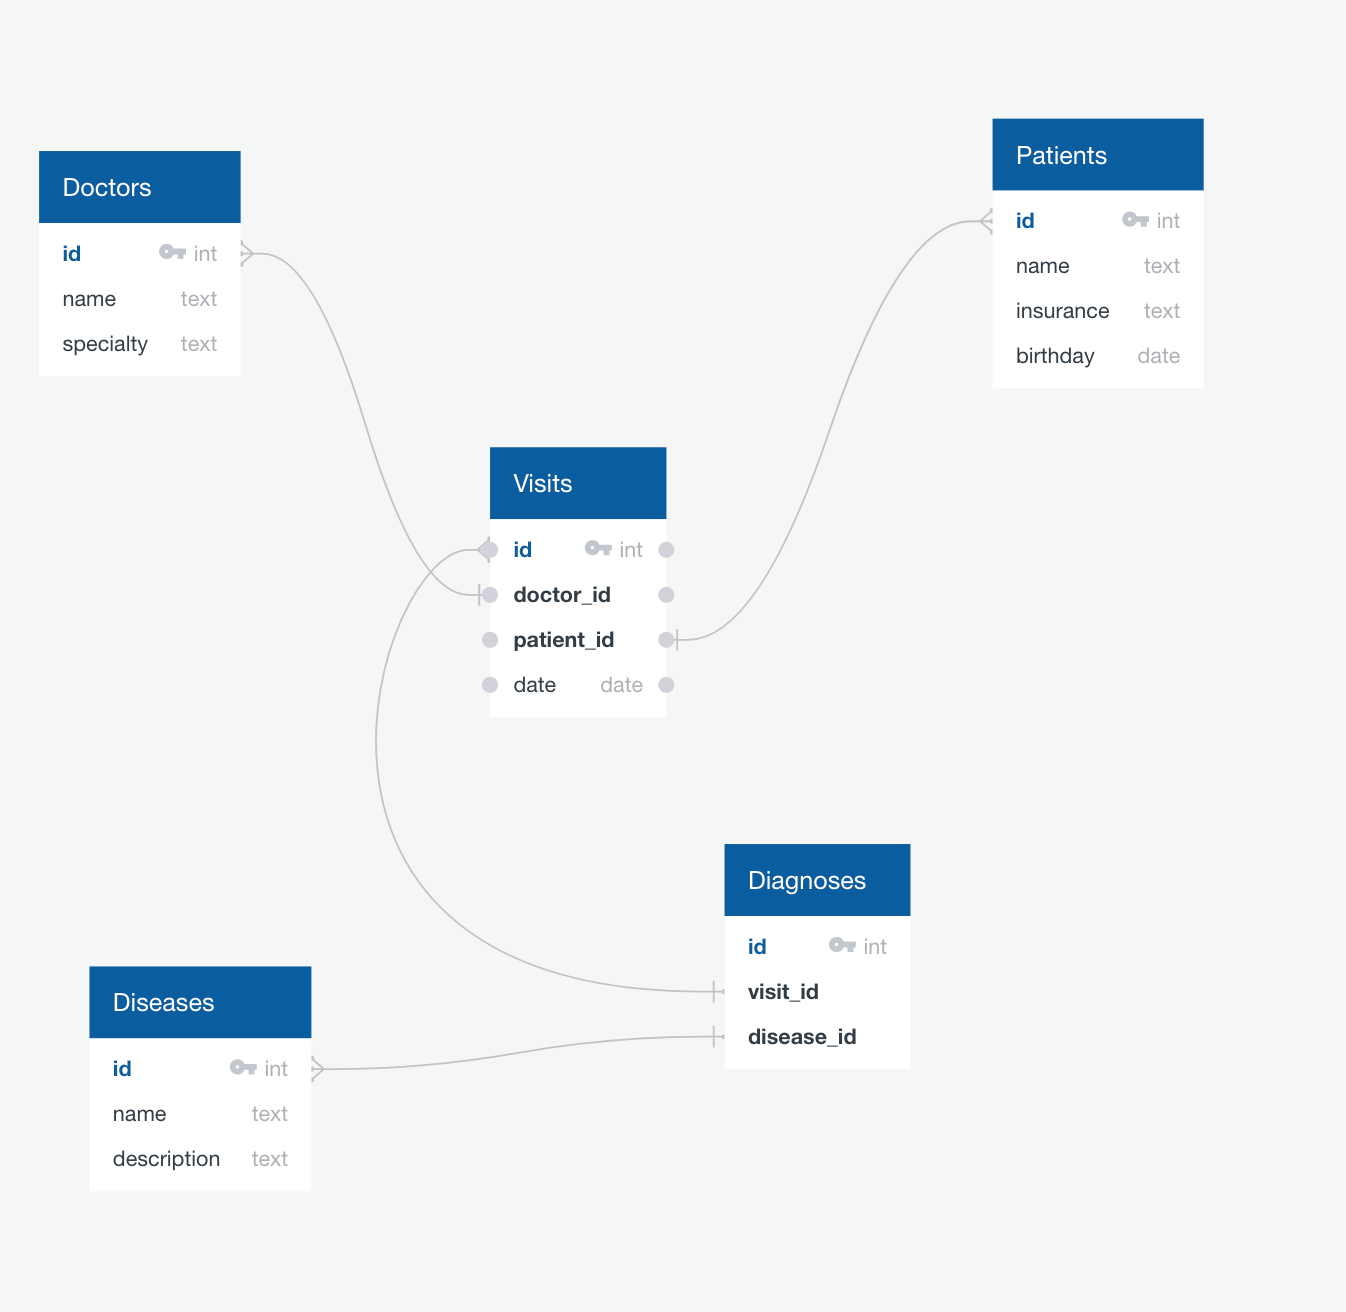 Doctors
id int
name text
specialty text
Patients
id int
name text
insurance text
birthday date
Visits
id int
doctor_id
patient_id
date date
Diagnoses
id int
visit_id
disease_id
Diseases
id int
name text
description text